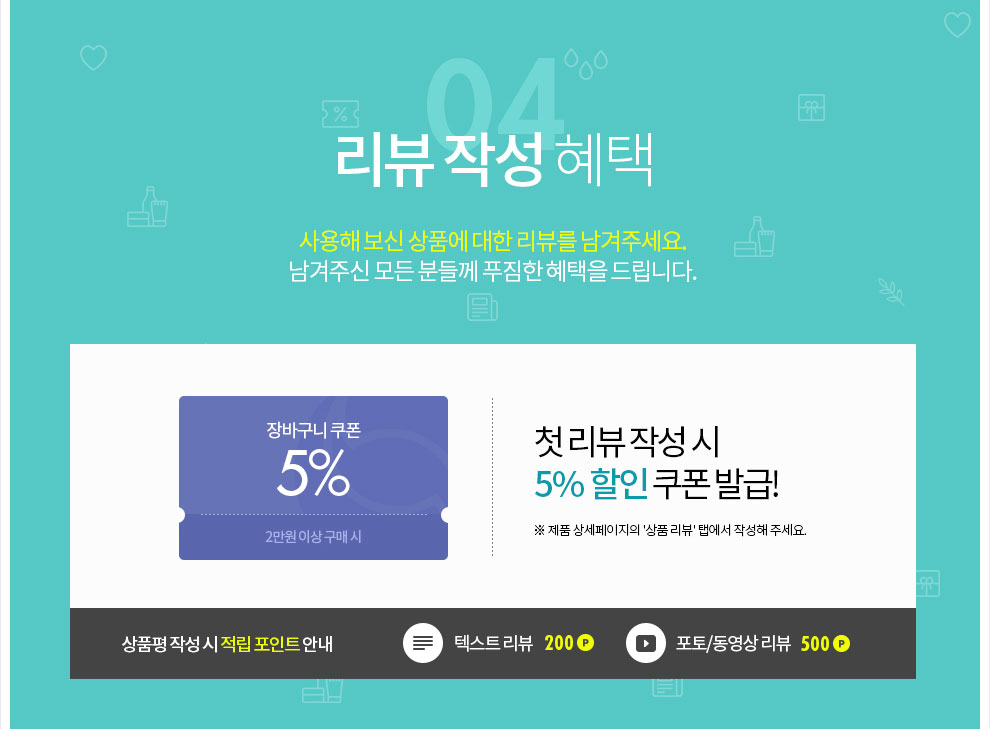 04
리뷰 작성 혜택
사용해 보신 상품에 대한 리뷰를 남겨주세요.
남겨주신 모든 분들께 푸짐한 혜택을 드립니다.
장바구니 쿠폰
5%
2만원 이상 구매 시
첫 리뷰 작성 시
5% 할인 쿠폰 발급!
※ 제품 상세페이지의 '상품 리뷰' 탭에서 작성해 주세요.
상품평 작성 시 적립 포인트 안내
텍스트 리뷰 200 P
포토/동영상 리뷰 500 P